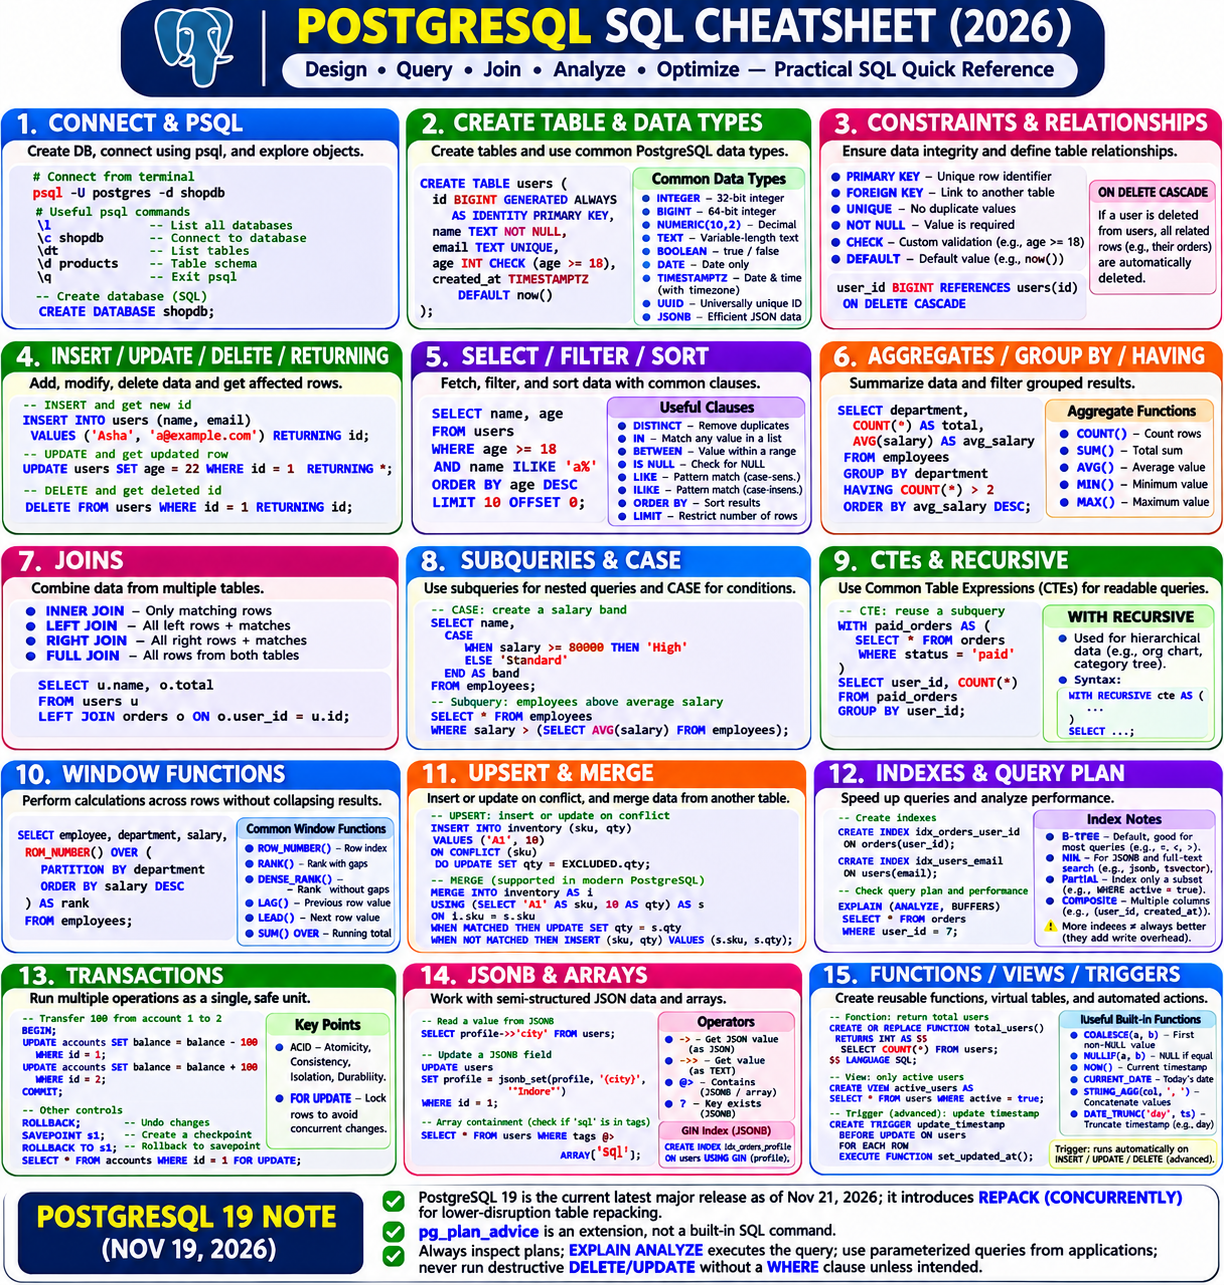 POSTGRESQL SQL CHEATSHEET (2026)
Design • Query • Join • Analyze • Optimize — Practical SQL Quick Reference
1. CONNECT & PSQL
Create DB, connect using psql, and explore objects.
# Connect from terminal
psql -U postgres -d shopdb
# Useful psql commands
\l -- List all databases
\c shopdb -- Connect to database
\dt -- List tables
\d products -- Table schema
\q -- Exit psql
-- Create database (SQL)
CREATE DATABASE shopdb;
2. CREATE TABLE & DATA TYPES
Create tables and use common PostgreSQL data types.
CREATE TABLE users (
id BIGINT GENERATED ALWAYS
AS IDENTITY PRIMARY KEY,
name TEXT NOT NULL,
email TEXT UNIQUE,
age INT CHECK (age >= 18),
created_at TIMESTAMPTZ
DEFAULT now()
);
Common Data Types
• INTEGER – 32-bit integer
• BIGINT – 64-bit integer
• NUMERIC(10,2) – Decimal
• TEXT – Variable-length text
• BOOLEAN – true / false
• DATE – Date only
• TIMESTAMPTZ – Date & time
(with timezone)
• UUID – Universally unique ID
• JSONB – Efficient JSON data
3. CONSTRAINTS & RELATIONSHIPS
Ensure data integrity and define table relationships.
• PRIMARY KEY – Unique row identifier
• FOREIGN KEY – Link to another table
• UNIQUE – No duplicate values
• NOT NULL – Value is required
• CHECK – Custom validation (e.g., age >= 18)
• DEFAULT – Default value (e.g., now())
user_id BIGINT REFERENCES users(id)
ON DELETE CASCADE
ON DELETE CASCADE
If a user is deleted
from users, all related
rows (e.g., their orders)
are automatically
deleted.
4. INSERT / UPDATE / DELETE / RETURNING
Add, modify, delete data and get affected rows.
-- INSERT and get new id
INSERT INTO users (name, email)
VALUES ('Asha', 'a@example.com') RETURNING id;
-- UPDATE and get updated row
UPDATE users SET age = 22 WHERE id = 1 RETURNING *;
-- DELETE and get deleted id
DELETE FROM users WHERE id = 1 RETURNING id;
5. SELECT / FILTER / SORT
Fetch, filter, and sort data with common clauses.
SELECT name, age
FROM users
WHERE age >= 18
AND name ILIKE 'a%'
ORDER BY age DESC
LIMIT 10 OFFSET 0;
Useful Clauses
• DISTINCT – Remove duplicates
• IN – Match any value in a list
• BETWEEN – Value within a range
• IS NULL – Check for NULL
• LIKE – Pattern match (case-sens.)
• ILIKE – Pattern match (case-insens.)
• ORDER BY – Sort results
• LIMIT – Restrict number of rows
6. AGGREGATES / GROUP BY / HAVING
Summarize data and filter grouped results.
SELECT department,
COUNT(*) AS total,
AVG(salary) AS avg_salary
FROM employees
GROUP BY department
HAVING COUNT(*) > 2
ORDER BY avg_salary DESC;
Aggregate Functions
• COUNT() – Count rows
• SUM() – Total sum
• AVG() – Average value
• MIN() – Minimum value
• MAX() – Maximum value
7. JOINS
Combine data from multiple tables.
• INNER JOIN – Only matching rows
• LEFT JOIN – All left rows + matches
• RIGHT JOIN – All right rows + matches
• FULL JOIN – All rows from both tables
SELECT u.name, o.total
FROM users u
LEFT JOIN orders o ON o.user_id = u.id;
8. SUBQUERIES & CASE
Use subqueries for nested queries and CASE for conditions.
-- CASE: create a salary band
SELECT name,
CASE
WHEN salary >= 80000 THEN 'High'
ELSE 'Standard'
END AS band
FROM employees;
-- Subquery: employees above average salary
SELECT * FROM employees
WHERE salary > (SELECT AVG(salary) FROM employees);
9. CTEs & RECURSIVE
Use Common Table Expressions (CTEs) for readable queries.
-- CTE: reuse a subquery
WITH paid_orders AS (
SELECT * FROM orders
WHERE status = 'paid'
)
SELECT user_id, COUNT(*)
FROM paid_orders
GROUP BY user_id;
WITH RECURSIVE
• Used for hierarchical
data (e.g., org chart,
category tree).
• Syntax:
WITH RECURSIVE cte AS (
...
)
SELECT ...;
10. WINDOW FUNCTIONS
Perform calculations across rows without collapsing results.
SELECT employee, department, salary,
ROM_NUMBER() OVER (
PARTITION BY department
ORDER BY salary DESC
) AS rank
FROM employees;
Common Window Functions
• ROW_NUMBER() – Row index
• RANK() – Rank with gaps
• DENSE_RANK() –
– Rank without gaps
• LAG() – Previous row value
• LEAD() – Next row value
• SUM() OVER – Running total
11. UPSERT & MERGE
Insert or update on conflict, and merge data from another table.
-- UPSERT: insert or update on conflict
INSERT INTO inventory (sku, qty)
VALUES ('A1', 10)
ON CONFLICT (sku)
DO UPDATE SET qty = EXCLUDED.qty;
-- MERGE (supported in modern PostgreSQL)
MERGE INTO inventory AS i
USING (SELECT 'A1' AS sku, 10 AS qty) AS s
ON i.sku = s.sku
WHEN MATCHED THEN UPDATE SET qty = s.qty
WHEN NOT MATCHED THEN INSERT (sku, qty) VALUES (s.sku, s.qty);
12. INDEXES & QUERY PLAN
Speed up queries and analyze performance.
-- Create indexes
CREATE INDEX idx_orders_user_id
ON orders(user_id);
CRRATE INDEX idx_users_email
ON users(email);
-- Check query plan and performance
EXPLAIN (ANALYZE, BUFFERS)
SELECT * FROM orders
WHERE user_id = 7;
Index Notes
• B-tree – Default, good for
most queries (e.g., =, <, >).
• NIN – For JSONB and full-text
search (e.g., jsonb, tsvector).
• Partial – Index only a subset
(e.g., WHERE active = true).
• Composite – Multiple columns
(e.g., (user_id, created_at)).
More indexes ≠ always better
(they add write overhead).
13. TRANSACTIONS
Run multiple operations as a single, safe unit.
-- Transfer 100 from account 1 to 2
BEGIN;
UPDATE accounts SET balance = balance - 100
WHERE id = 1;
UPDATE accounts SET balance = balance + 100
WHERE id = 2;
COMMIT;
-- Other controls
ROLLBACK; -- Undo changes
SAVEPOINT s1; -- Create a checkpoint
ROLLBACK TO s1; -- Rollback to savepoint
SELECT * FROM accounts WHERE id = 1 FOR UPDATE;
Key Points
• ACID – Atomicity,
Consistency,
Isolation, Durability.
• FOR UPDATE – Lock
rows to avoid
concurrent changes.
14. JSONB & ARRAYS
Work with semi-structured JSON data and arrays.
-- Read a value from JSONB
SELECT profile->>'city' FROM users;
-- Update a JSONB field
UPDATE users
SET profile = jsonb_set(profile, '{city}',
'"Indore"')
WHERE id = 1;
-- Array containment (check if 'sql' is in tags)
SELECT * FROM users WHERE tags @>
ARRAY['sql'];
Operators
• -> – Get JSON value
(as JSON)
• ->> – Get value
(as TEXT)
• @> – Contains
(JSONB / array)
• ? – Key exists
(JSONB)
GIN Index (JSONB)
CREATE INDEX idx_orders_profile
ON users USING GIN (profile),
15. FUNCTIONS / VIEWS / TRIGGERS
Create reusable functions, virtual tables, and automated actions.
-- Fonction: return total users
CREATE OR REPLACE FUNCTION total_users()
RETURNS INT AS $$
SELECT COUNT(*) FROM users;
$$ LANGUAGE SQL;
-- View: only active users
CREATE VIEW active_users AS
SELECT * FROM users WHERE active = true;
-- Trigger (advanced): update timestamp
CREATE TRIGGER update_timestamp
BEFORE UPDATE ON users
FOR EACH ROW
EXECUTE FUNCTION set_updated_at();
IUseful Built-in Functions
• COALESCE(a, b) – First
non-NULL value
• NULLIF(a, b) – NULL if equal
• NOW() – Current timestamp
• CURRENT_DATE – Today's date
• STRING_AGG(col, ', ') –
Concatenate values
• DATE_TRUNC('day', ts) –
Truncate timestamp (e.g., day)
Trigger: runs automatically on
INSERT / UPDATE / DELETE (advanced).
POSTGRESQL 19 NOTE
(NOV 19, 2026)
PostgreSQL 19 is the current latest major release as of Nov 21, 2026; it introduces REPACK (CONCURRENTLY)
for lower-disruption table repacking.
pg_plan_advice is an extension, not a built-in SQL command.
Always inspect plans; EXPLAIN ANALYZE executes the query; use parameterized queries from applications;
never run destructive DELETE/UPDATE without a WHERE clause unless intended.